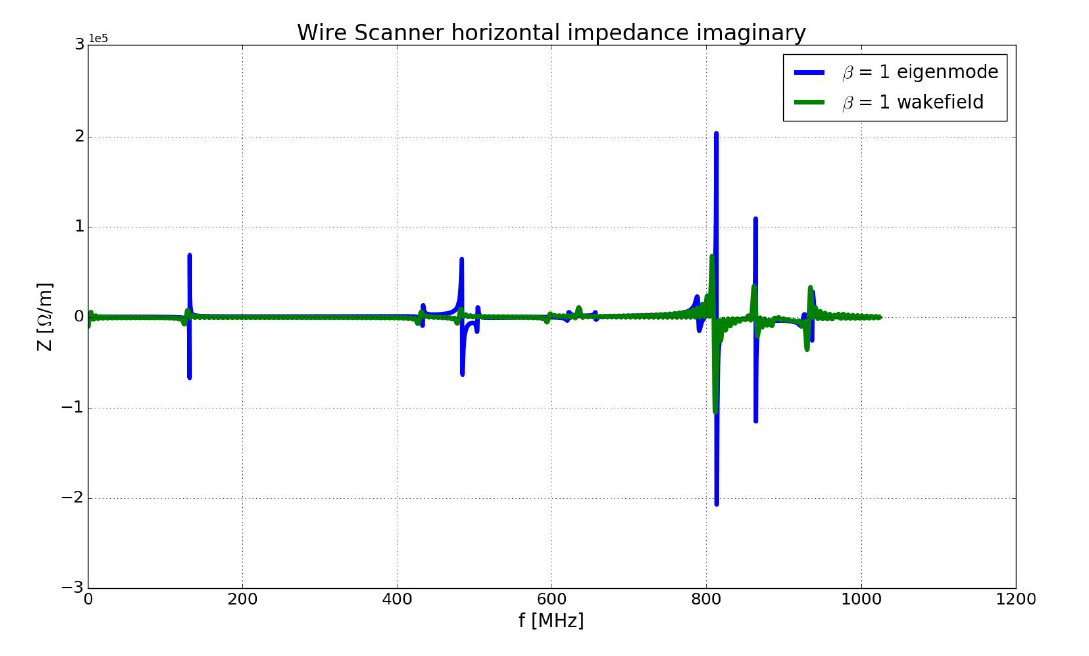 Wire Scanner horizontal impedance imaginary
1e5
β = 1 eigenmode
β = 1 wakefield
3
2
1
0
−1
−2
−3
Z [Ω/m]
0 200 400 600 800 1000 1200
f [MHz]